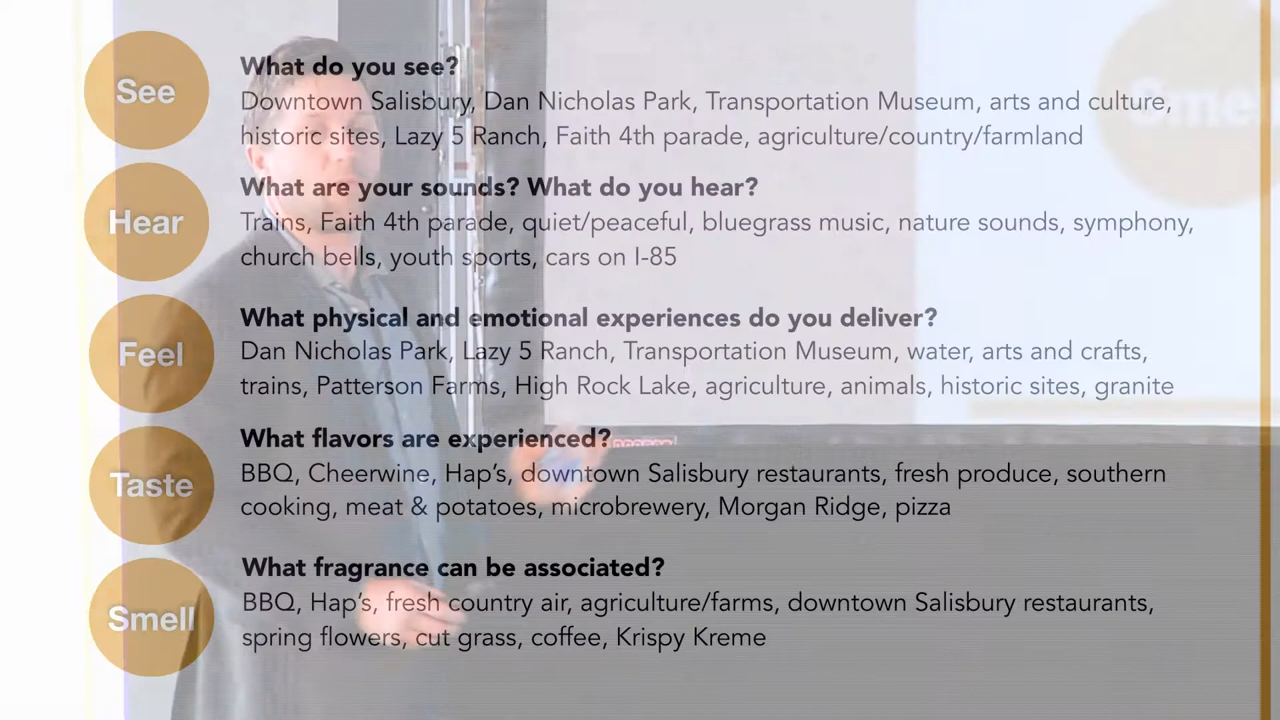 See
What do you see?
Downtown Salisbury, Dan Nicholas Park, Transportation Museum, arts and culture,
historic sites, Lazy 5 Ranch, Faith 4th parade, agriculture/country/farmland
Hear
What are your sounds? What do you hear?
Trains, Faith 4th parade, quiet/peaceful, bluegrass music, nature sounds, symphony,
church bells, youth sports, cars on I-85
Feel
What physical and emotional experiences do you deliver?
Dan Nicholas Park, Lazy 5 Ranch, Transportation Museum, water, arts and crafts,
trains, Patterson Farms, High Rock Lake, agriculture, animals, historic sites, granite
Taste
What flavors are experienced?
BBQ, Cheerwine, Hap's, downtown Salisbury restaurants, fresh produce, southern
cooking, meat & potatoes, microbrewery, Morgan Ridge, pizza
Smell
What fragrance can be associated?
BBQ, Hap's, fresh country air, agriculture/farms, downtown Salisbury restaurants,
spring flowers, cut grass, coffee, Krispy Kreme